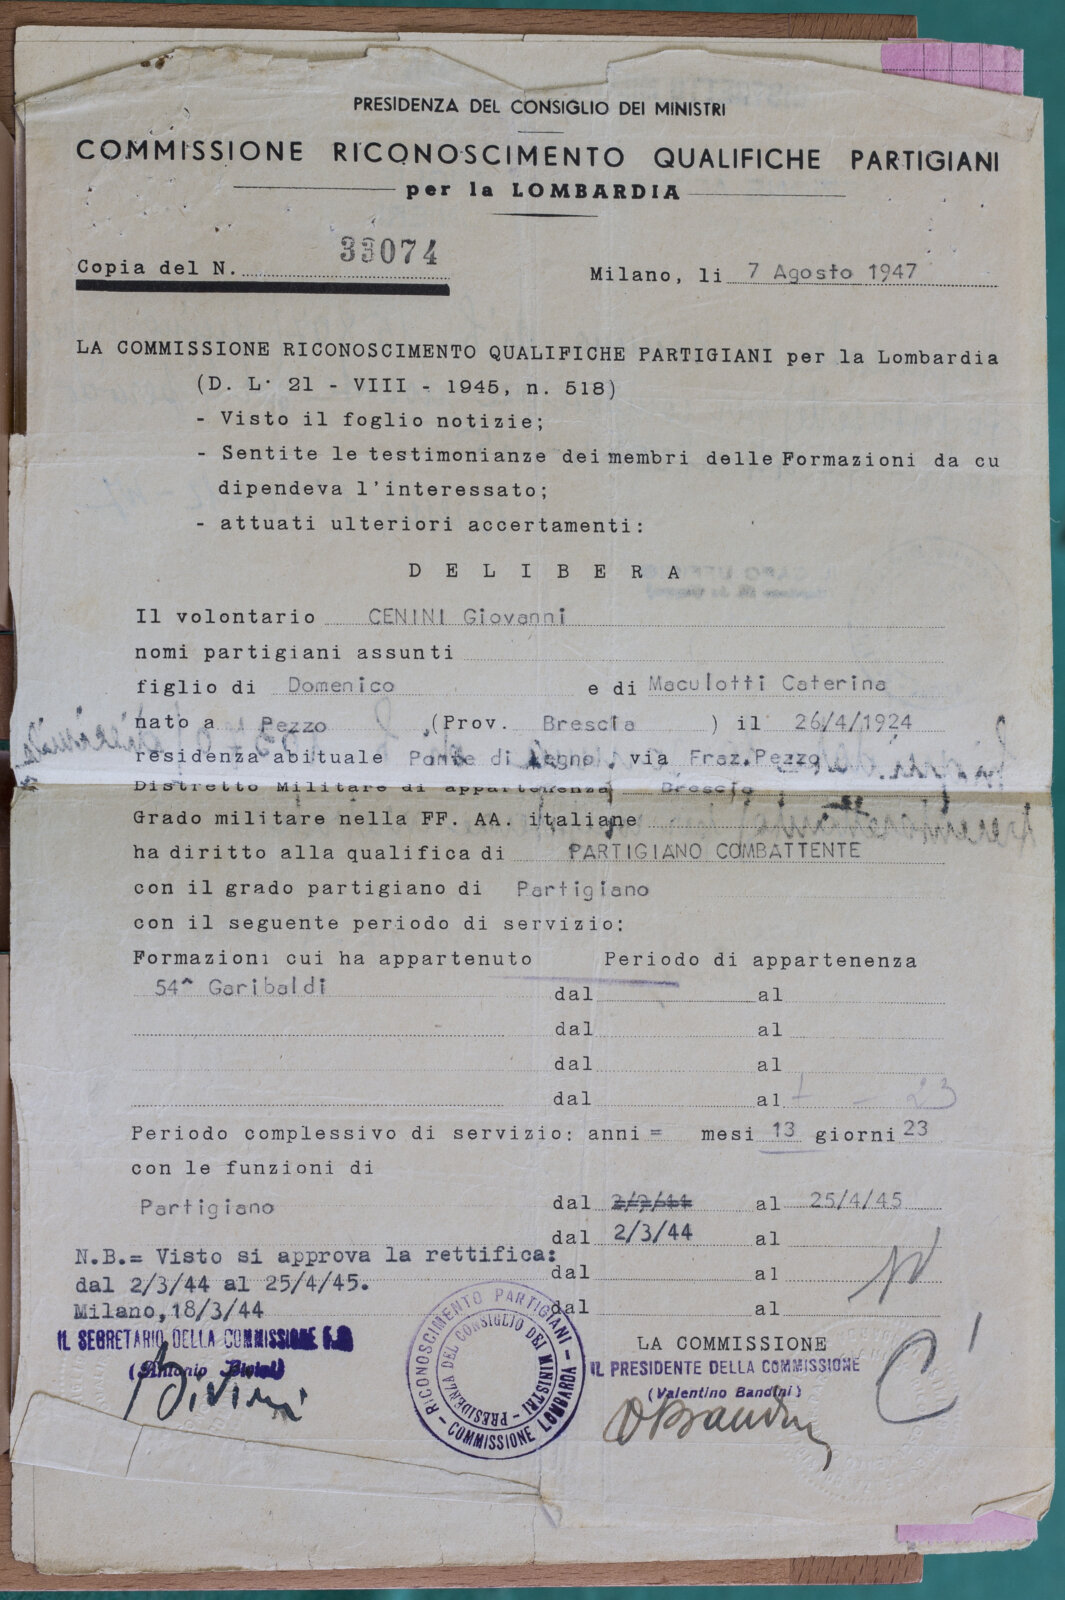 PRESIDENZA DEL CONSIGLIO DEI MINISTRI
COMMISSIONE RICONOSCIMENTO QUALIFICHE PARTIGIANI
per la LOMBARDIA
33074
Copia del N.
Milano, li 7 Agosto 1947
LA COMMISSIONE RICONOSCIMENTO QUALIFICHE PARTIGIANI per la Lombardia
(D. L. 21 - VIII - 1945, n. 518)
- Visto il foglio notizie;
- Sentite le testimonianze dei membri delle Formazioni da cu
dipendeva l'interessato;
- attuati ulteriori accertamenti:
DELIBERA
Il volontario CENINI Giovanni
nomi partigiani assunti
figlio di Domenico e di Maculotti Caterina
nato a Pezzo (Prov. Brescia ) il 26/4/1924
residenza abituale Ponte di Legno via Fraz.Pezzo
Distretto Militare di appartenenza Brescia
Grado militare nella FF. AA. italiane
ha diritto alla qualifica di PARTIGIANO COMBATTENTE
con il grado partigiano di Partigiano
con il seguente periodo di servizio:
Formazioni cui ha appartenuto Periodo di appartenenza
54^ Garibaldi dal al
dal al
dal al
dal al 23
Periodo complessivo di servizio: anni = mesi 13 giorni 23
con le funzioni di
Partigiano dal 2/2/44 al 25/4/45
dal 2/3/44 al
N.B.= Visto si approva la rettifica:
dal al
dal 2/3/44 al 25/4/45.
Milano,18/3/44 dal al
IL SEGRETARIO DELLA COMMISSIONE
(Antonio
RICONOSCIMENTO PARTIGIANI - COMMISSIONE LOMBARDIA -
PRESIDENZA DEL CONSIGLIO DEI MINISTRI -
LA COMMISSIONE
IL PRESIDENTE DELLA COMMISSIONE
(Valentino Bandini)